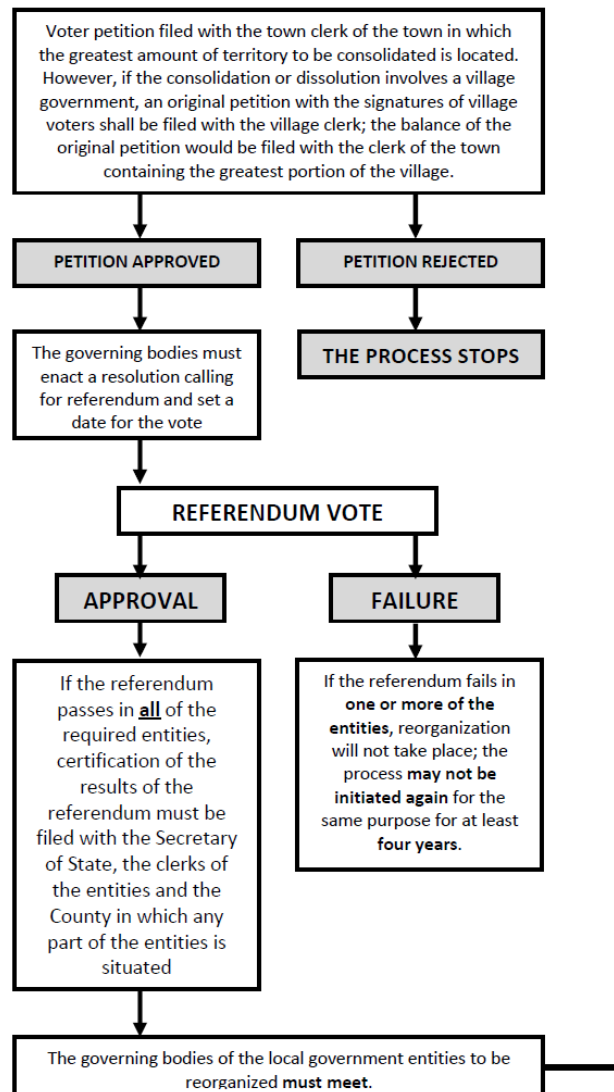 Voter petition filed with the town clerk of the town in which
the greatest amount of territory to be consolidated is located.
However, if the consolidation or dissolution involves a village
government, an original petition with the signatures of village
voters shall be filed with the village clerk; the balance of the
original petition would be filed with the clerk of the town
containing the greatest portion of the village.
PETITION APPROVED
PETITION REJECTED
The governing bodies must
enact a resolution calling
for referendum and set a
date for the vote
THE PROCESS STOPS
REFERENDUM VOTE
APPROVAL
FAILURE
If the referendum
passes in all of the
required entities,
certification of the
results of the
referendum must be
filed with the Secretary
of State, the clerks of
the entities and the
County in which any
part of the entities is
situated
If the referendum fails in
one or more of the
entities, reorganization
will not take place; the
process may not be
initiated again for the
same purpose for at least
four years.
The governing bodies of the local government entities to be
reorganized must meet.